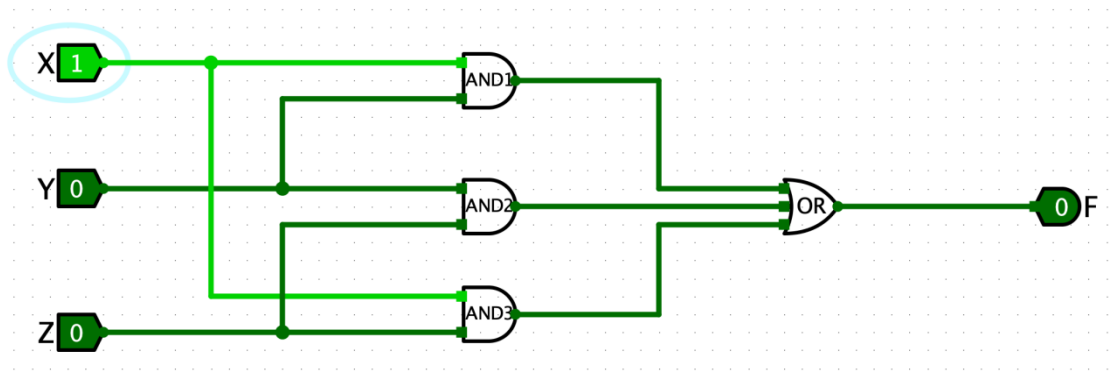 X 1
AND1
Y 0
AND2
OR
0 F
AND3
Z 0